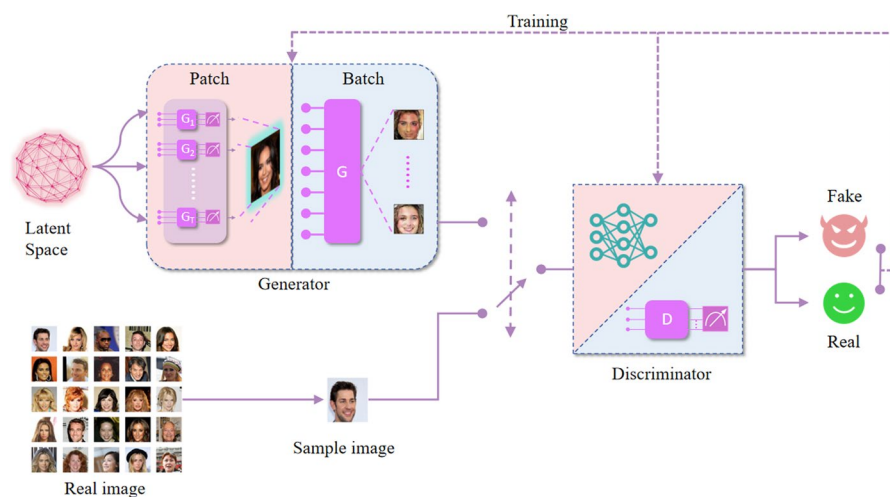 Training
Patch
Batch
G1
G2
GT
G
Latent
Space
Generator
Fake
D
Real
Discriminator
Sample image
Real image